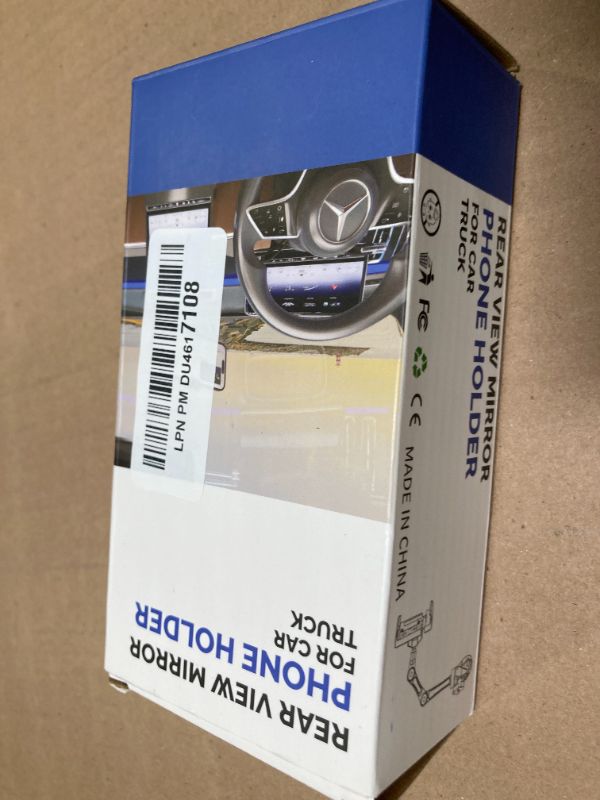 REAR VIEW MIRROR
PHONE HOLDER
FOR CAR
TRUCK
LPN PM DU4617108
REAR VIEW MIRROR
PHONE HOLDER
FOR CAR
TRUCK
FC
CE
MADE IN CHINA